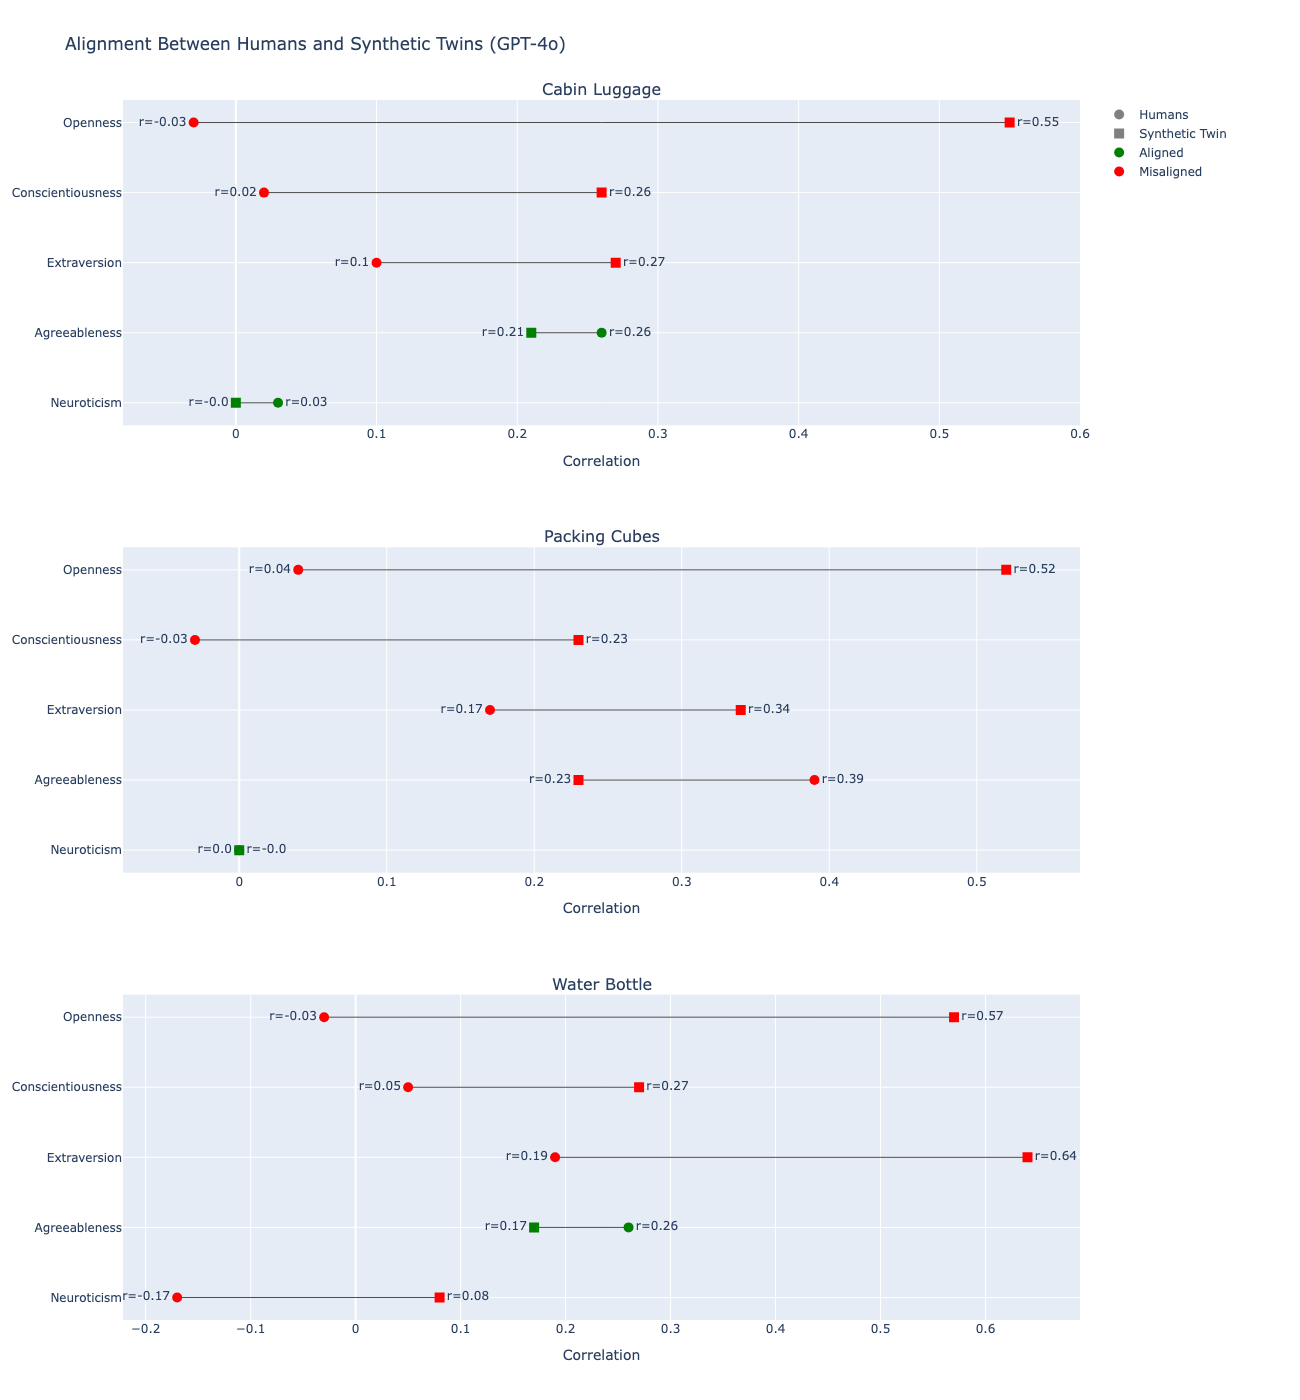 Alignment Between Humans and Synthetic Twins (GPT-4o)
Cabin Luggage
Humans
Synthetic Twin
Aligned
Misaligned
Openness r=-0.03 r=0.55
Conscientiousness r=0.02 r=0.26
Extraversion r=0.1 r=0.27
Agreeableness r=0.21 r=0.26
Neuroticism r=-0.0 r=0.03
0 0.1 0.2 0.3 0.4 0.5 0.6
Correlation
Packing Cubes
Openness r=0.04 r=0.52
Conscientiousness r=-0.03 r=0.23
Extraversion r=0.17 r=0.34
Agreeableness r=0.23 r=0.39
Neuroticism r=0.0 r=-0.0
0 0.1 0.2 0.3 0.4 0.5
Correlation
Water Bottle
Openness r=-0.03 r=0.57
Conscientiousness r=0.05 r=0.27
Extraversion r=0.19 r=0.64
Agreeableness r=0.17 r=0.26
Neuroticism r=-0.17 r=0.08
−0.2 −0.1 0 0.1 0.2 0.3 0.4 0.5 0.6
Correlation